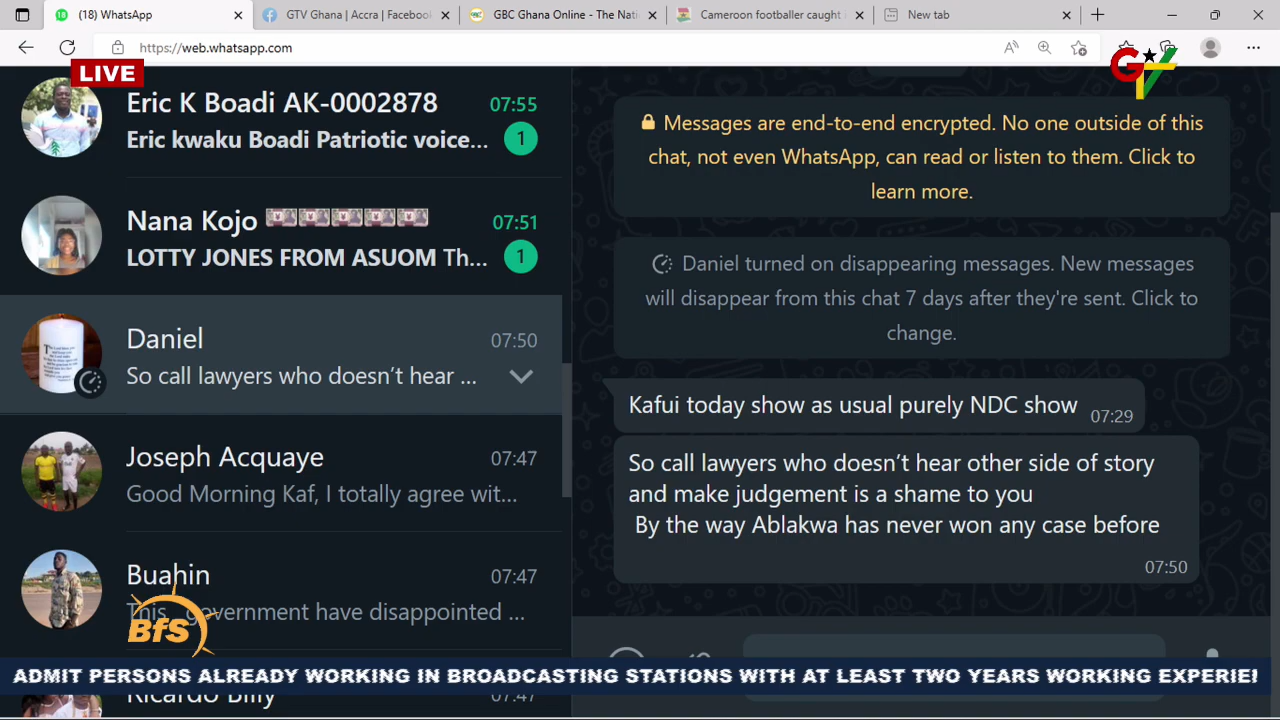 (18) WhatsApp
GTV Ghana | Accra | Facebook
GBC Ghana Online - The Nati
Cameroon footballer caught
New tab
https://web.whatsapp.com
LIVE
GTV
Eric K Boadi AK-0002878 07:55
Eric kwaku Boadi Patriotic voice... 1
Nana Kojo 07:51
LOTTY JONES FROM ASUOM Th... 1
Daniel 07:50
So call lawyers who doesn't hear ...
Joseph Acquaye 07:47
Good Morning Kaf, I totally agree wit...
Buahin 07:47
This government have disappointed ...
BfS
Ricardo Billy 07:47
Messages are end-to-end encrypted. No one outside of this
chat, not even WhatsApp, can read or listen to them. Click to
learn more.
Daniel turned on disappearing messages. New messages
will disappear from this chat 7 days after they're sent. Click to
change.
Kafui today show as usual purely NDC show 07:29
So call lawyers who doesn't hear other side of story
and make judgement is a shame to you
By the way Ablakwa has never won any case before
07:50
ADMIT PERSONS ALREADY WORKING IN BROADCASTING STATIONS WITH AT LEAST TWO YEARS WORKING EXPERIE